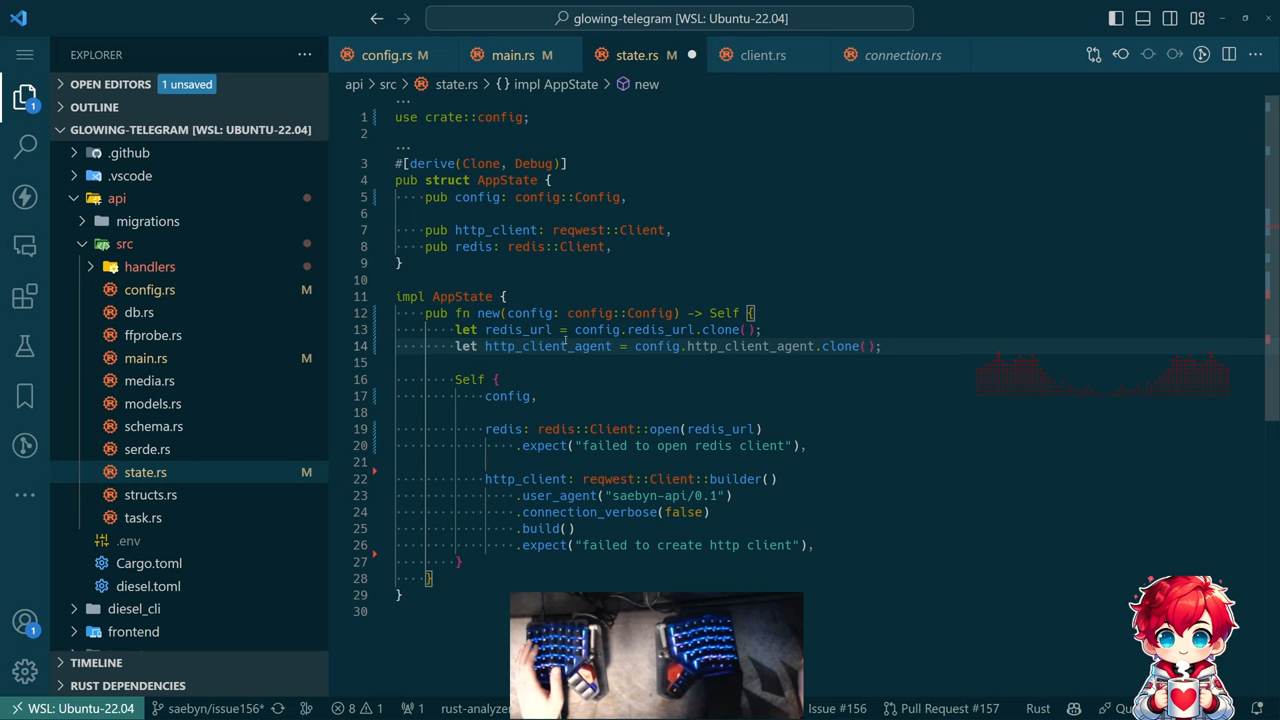 glowing-telegram [WSL: Ubuntu-22.04]
EXPLORER
config.rs M
main.rs M
state.rs M
client.rs
connection.rs
OPEN EDITORS 1 unsaved
OUTLINE
GLOWING-TELEGRAM [WSL: UBUNTU-22.04]
.github
.vscode
api
migrations
src
handlers
config.rs M
db.rs
ffprobe.rs
main.rs M
media.rs
models.rs
schema.rs
serde.rs
state.rs M
structs.rs
task.rs
.env
Cargo.toml
diesel.toml
diesel_cli
frontend
TIMELINE
RUST DEPENDENCIES
1
1
api > src > state.rs > {} impl AppState > new
1 use crate::config;
2
3 #[derive(Clone, Debug)]
4 pub struct AppState {
5 pub config: config::Config,
6
7 pub http_client: reqwest::Client,
8 pub redis: redis::Client,
9 }
10
11 impl AppState {
12 pub fn new(config: config::Config) -> Self {
13 let redis_url = config.redis_url.clone();
14 let http_client_agent = config.http_client_agent.clone();
15
16 Self {
17 config,
18
19 redis: redis::Client::open(redis_url)
20 .expect("failed to open redis client"),
21
22 http_client: reqwest::Client::builder()
23 .user_agent("saebyn-api/0.1")
24 .connection_verbose(false)
25 .build()
26 .expect("failed to create http client"),
27 }
28 }
29 }
30
WSL: Ubuntu-22.04 saebyn/issue156* 8 1 1 rust-analyzer
Issue #156 Pull Request #157 Rust